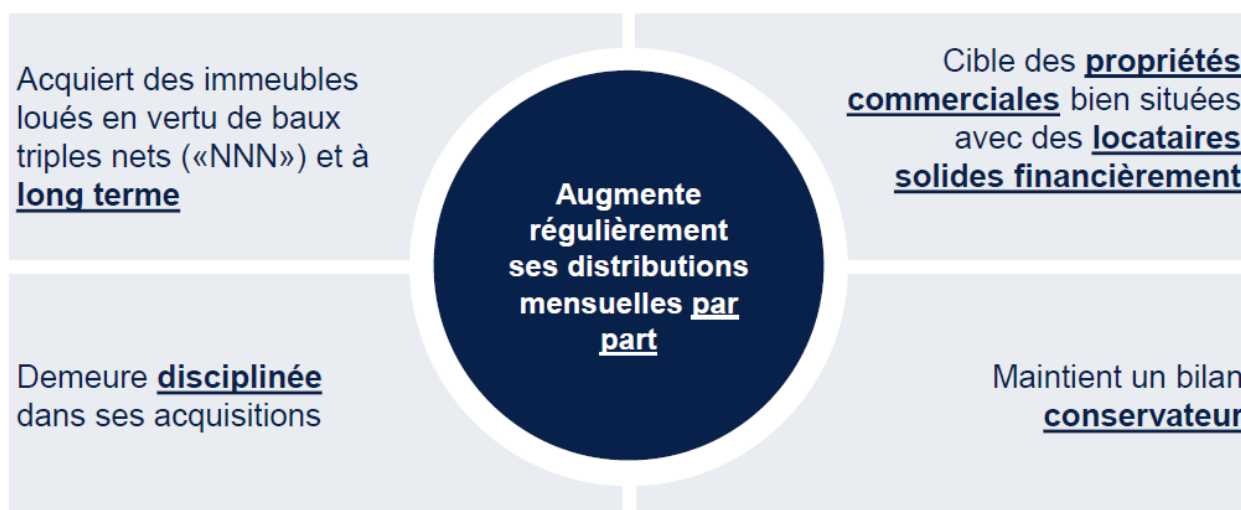 Acquiert des immeubles
loués en vertu de baux
triples nets («NNN») et à
long terme
Cible des propriétés
commerciales bien situées
avec des locataires
solides financièrement
Augmente
régulièrement
ses distributions
mensuelles par
part
Demeure disciplinée
dans ses acquisitions
Maintient un bilan
conservateur